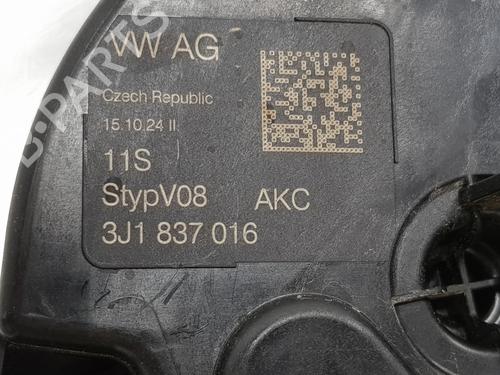 VW AG
Czech Republic
15.10.24 II
11S
StypV08 AKC
3J1 837 016
B-PARTS